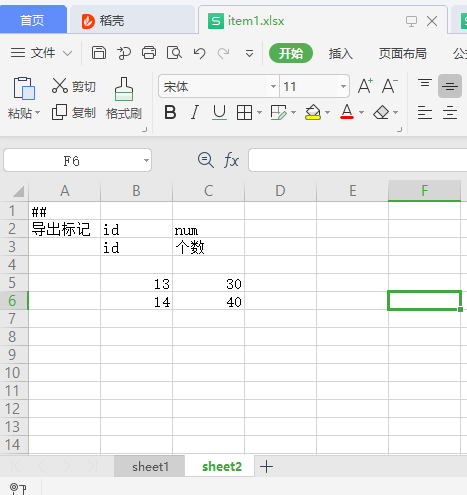 首页 稻壳 S item1.xlsx S
文件 开始 插入 页面布局 公
粘贴 剪切 复制 格式刷 宋体 11 A+ A-
B I U A
F6 fx
A B C D E F
1 ##
2 导出标记 id num
3 id 个数
4
5 13 30
6 14 40
7
8
9
10
11
12
13
14
sheet1 sheet2 +